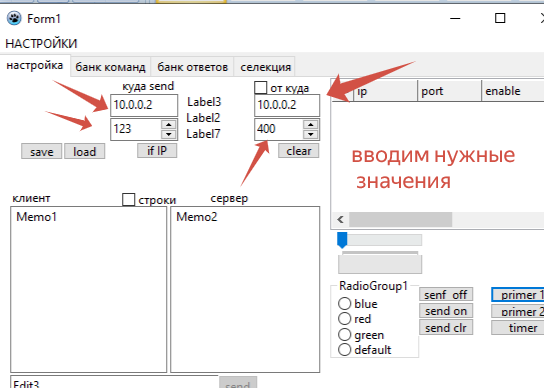 Form1
НАСТРОЙКИ
настройка банк команд банк ответов селекция
куда send от куда
10.0.0.2 Label3 10.0.0.2 ip port enable
Label2
123 Label7 400
save load if IP clear
вводим нужные
значения
клиент строки сервер
Memo1 Memo2
RadioGroup1
blue senf off primer 1
red send on primer 2
green send clr timer
default
Edit3 send